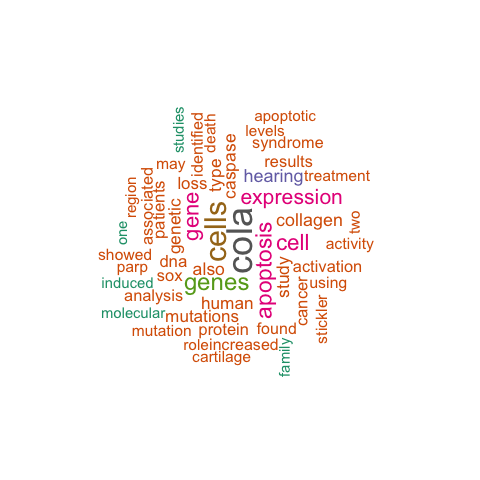 apoptotic
levels
syndrome
results
hearing
treatment
expression
collagen
cell
two
activity
activation
study
using
cancer
stickler
apoptosis
cola
cells
caspase
type
death
identified
studies
may
loss
gene
genetic
patients
associated
region
one
showed
parp
dna
sox
also
induced
genes
analysis
human
molecular
mutations
mutation
protein
found
role
increased
cartilage
family